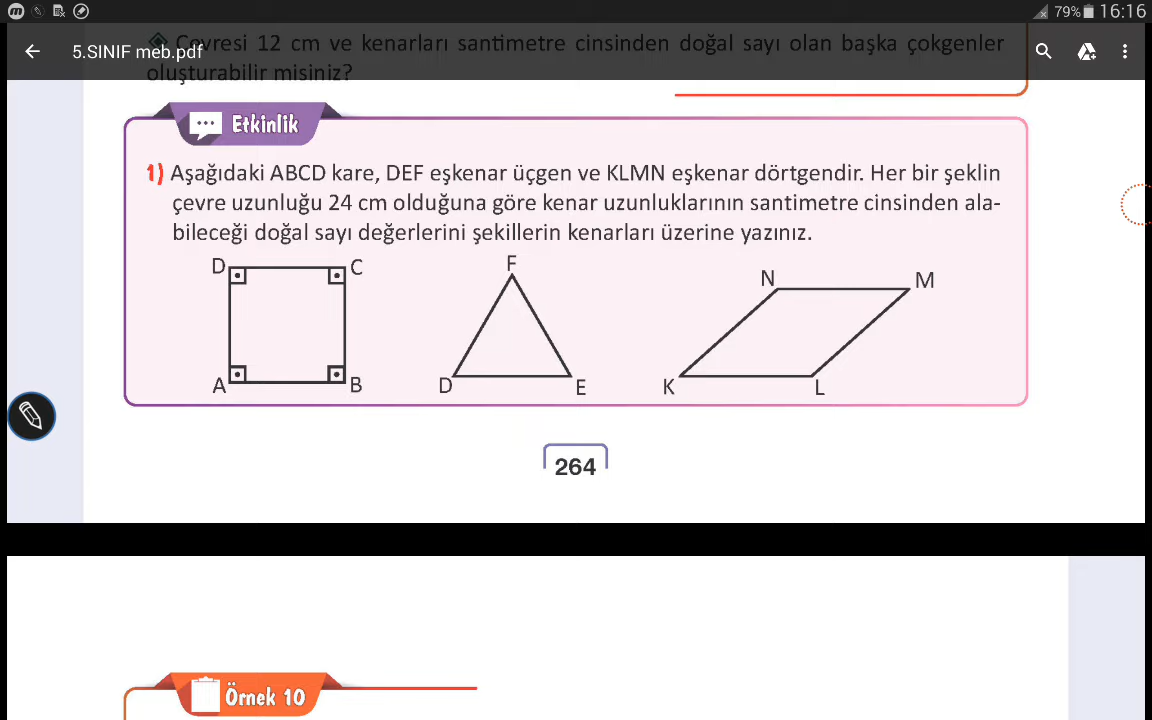 79% 16:16
Çevresi 12 cm ve kenarları santimetre cinsinden doğal sayı olan başka çokgenler
5.SINIF meb.pdf
oluşturabilir misiniz?
Etkinlik
1) Aşağıdaki ABCD kare, DEF eşkenar üçgen ve KLMN eşkenar dörtgendir. Her bir şeklin
çevre uzunluğu 24 cm olduğuna göre kenar uzunluklarının santimetre cinsinden ala-
bileceği doğal sayı değerlerini şekillerin kenarları üzerine yazınız.
D C
A B
F
D E
N M
K L
264
Örnek 10